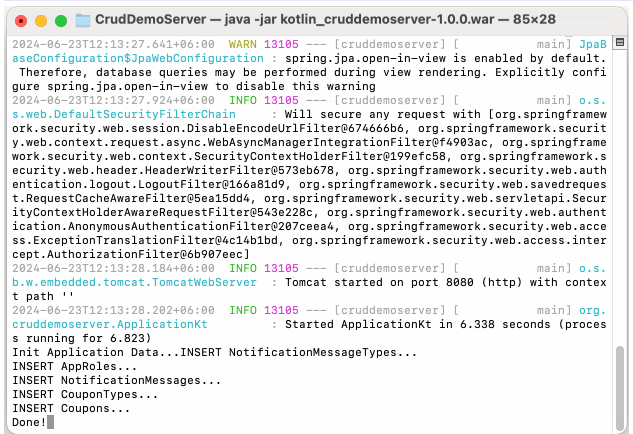 CrudDemoServer — java -jar kotlin_cruddemoserver-1.0.0.war — 85×28
2024-06-23T12:13:27.641+06:00  WARN 13105 --- [cruddemoserver] [           main] JpaB
aseConfiguration$JpaWebConfiguration : spring.jpa.open-in-view is enabled by default.
 Therefore, database queries may be performed during view rendering. Explicitly confi
gure spring.jpa.open-in-view to disable this warning
2024-06-23T12:13:27.924+06:00  INFO 13105 --- [cruddemoserver] [           main] o.s.
s.web.DefaultSecurityFilterChain     : Will secure any request with [org.springframew
ork.security.web.session.DisableEncodeUrlFilter@674666b6, org.springframework.securit
y.web.context.request.async.WebAsyncManagerIntegrationFilter@f4903ac, org.springframe
work.security.web.context.SecurityContextHolderFilter@199efc58, org.springframework.s
ecurity.web.header.HeaderWriterFilter@573eb678, org.springframework.security.web.auth
entication.logout.LogoutFilter@166a81d9, org.springframework.security.web.savedreques
t.RequestCacheAwareFilter@5ea15dd4, org.springframework.security.web.servletapi.Secur
ityContextHolderAwareRequestFilter@543e228c, org.springframework.security.web.authent
ication.AnonymousAuthenticationFilter@207ceea4, org.springframework.security.web.acce
ss.ExceptionTranslationFilter@4c14b1bd, org.springframework.security.web.access.inter
cept.AuthorizationFilter@6b907eec]
2024-06-23T12:13:28.184+06:00  INFO 13105 --- [cruddemoserver] [           main] o.s.
b.w.embedded.tomcat.TomcatWebServer  : Tomcat started on port 8080 (http) with contex
t path ''
2024-06-23T12:13:28.202+06:00  INFO 13105 --- [cruddemoserver] [           main] org.
cruddemoserver.ApplicationKt         : Started ApplicationKt in 6.338 seconds (proces
s running for 6.823)
Init Application Data...INSERT NotificationMessageTypes...
INSERT AppRoles...
INSERT NotificationMessages...
INSERT CouponTypes...
INSERT Coupons...
Done!